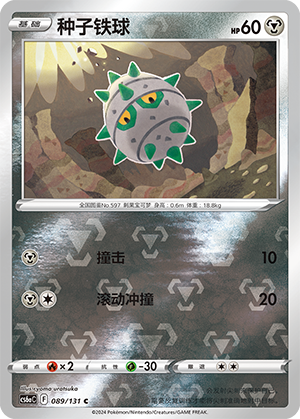 基础 种子铁球 HP60
全国图鉴No.597 刺果宝可梦 身高:0.6m 体重:18.8kg
撞击 10
滚动冲撞 20
弱点 ×2 抵抗力 -30 撤退
Illus.ryoma uratsuka
CS6aC F 089/131 C
©2024 Pokémon/Nintendo/Creatures/GAME FREAK.